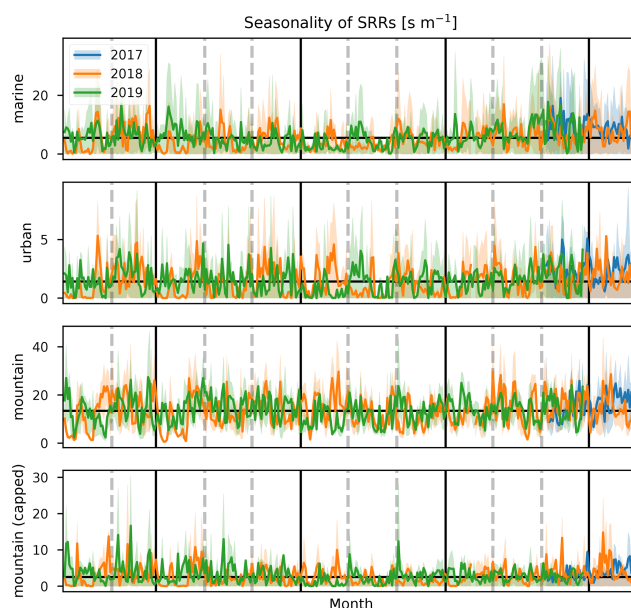 Seasonality of SRRs [s m⁻¹]
marine
20
0
2017
2018
2019
urban
5
0
mountain
40
20
0
mountain (capped)
30
20
10
0
Month